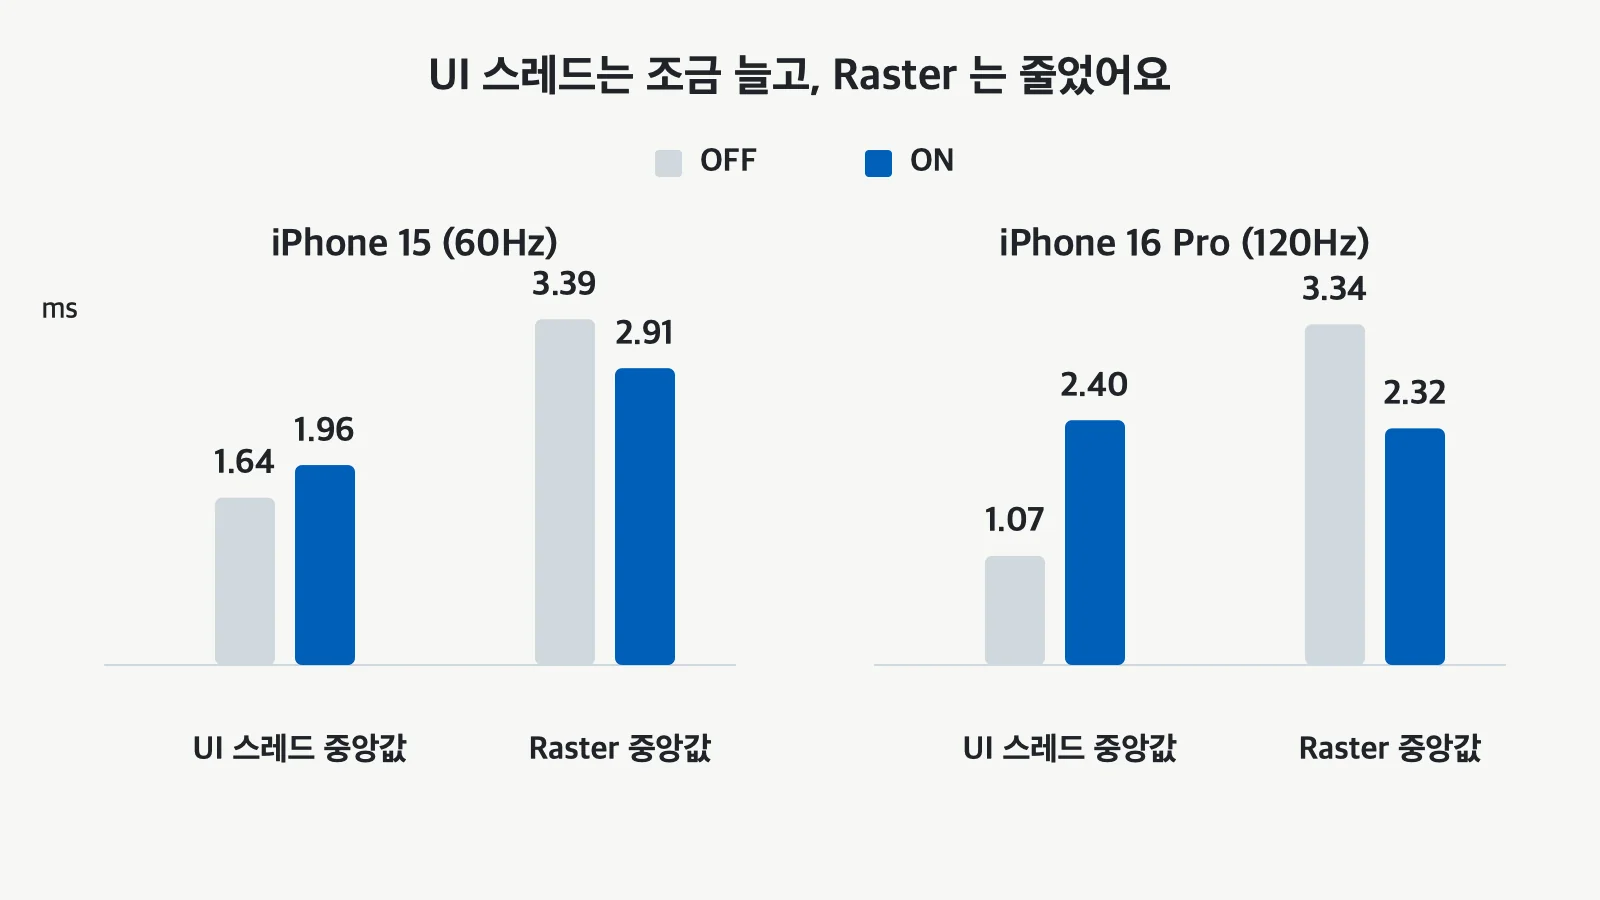 UI 스레드는 조금 늘고, Raster 는 줄었어요
OFF
ON
iPhone 15 (60Hz)
ms
1.64
1.96
3.39
2.91
UI 스레드 중앙값
Raster 중앙값
iPhone 16 Pro (120Hz)
1.07
2.40
3.34
2.32
UI 스레드 중앙값
Raster 중앙값